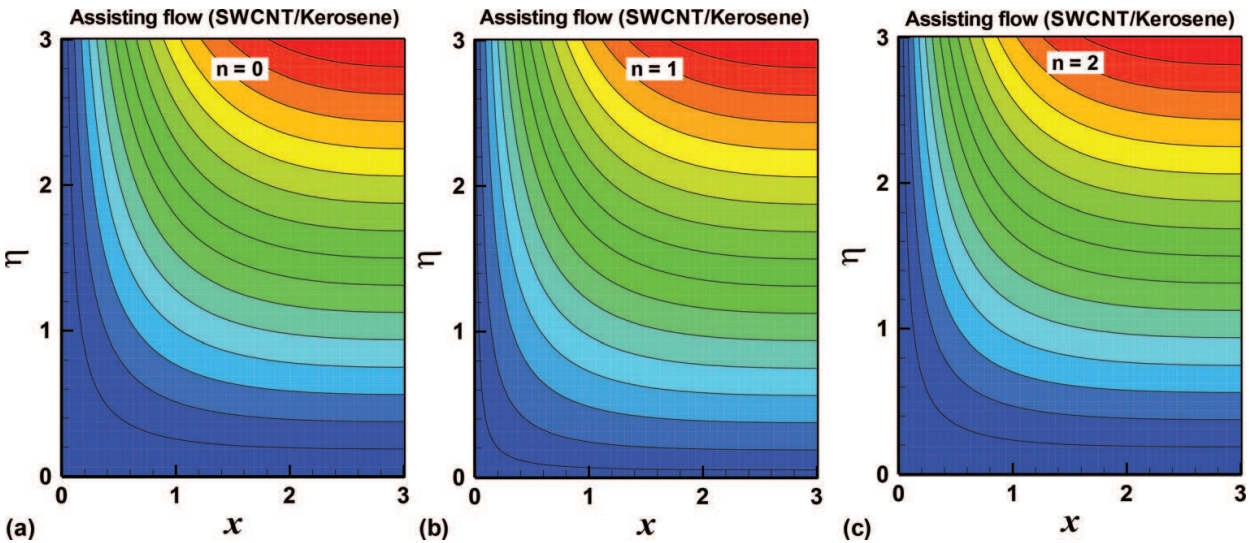 Assisting flow (SWCNT/Kerosene)
n = 0
3
2
1
0
η
0 1 2 3
x
(a)
Assisting flow (SWCNT/Kerosene)
n = 1
3
2
1
0
η
0 1 2 3
x
(b)
Assisting flow (SWCNT/Kerosene)
n = 2
3
2
1
0
η
0 1 2 3
x
(c)